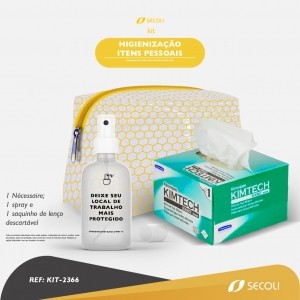 SECOLI
kit
HIGIENIZAÇÃO
ITENS PESSOAIS
DEIXE SEU
LOCAL DE
TRABALHO
MAIS
PROTEGIDO
KIMTECH
1 Nécessaire;
1 spray e
1 saquinho de lenço
descartável
REF: KIT-2366
SECOLI